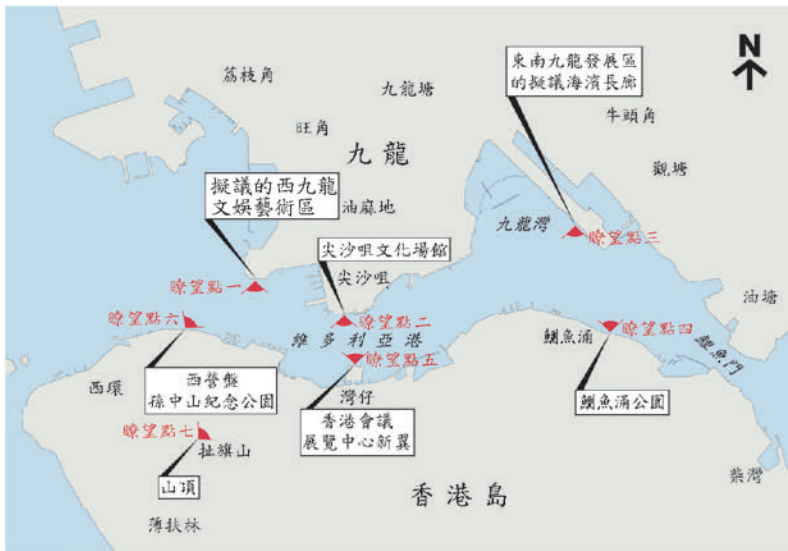 N
荔枝角
九龍塘
旺角
九龍
油麻地
東南九龍發展區
的擬議海濱長廊
牛頭角
觀塘
擬議的西九龍
文娛藝術區
九龍灣
瞭望點三
尖沙咀文化場館
尖沙咀
瞭望點一
油塘
瞭望點六
瞭望點二
維多利亞港
鰂魚涌
瞭望點四
鯉魚門
瞭望點五
西環
西營盤
孫中山紀念公園
灣仔
香港會議
展覽中心新翼
鰂魚涌公園
瞭望點七
扯旗山
山頂
香港島
柴灣
薄扶林